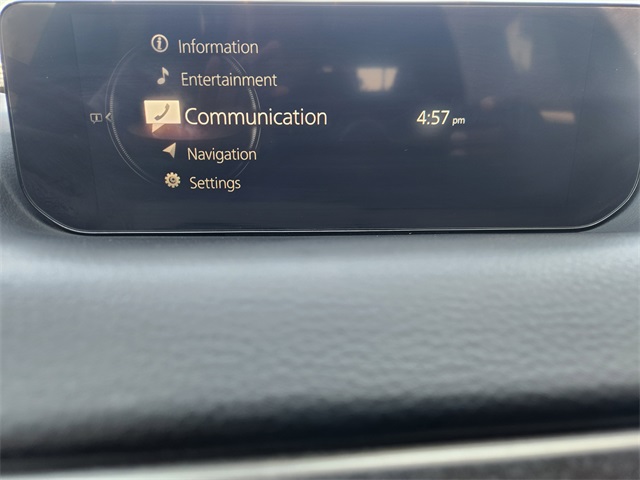 Information
Entertainment
Communication 4:57 pm
Navigation
Settings